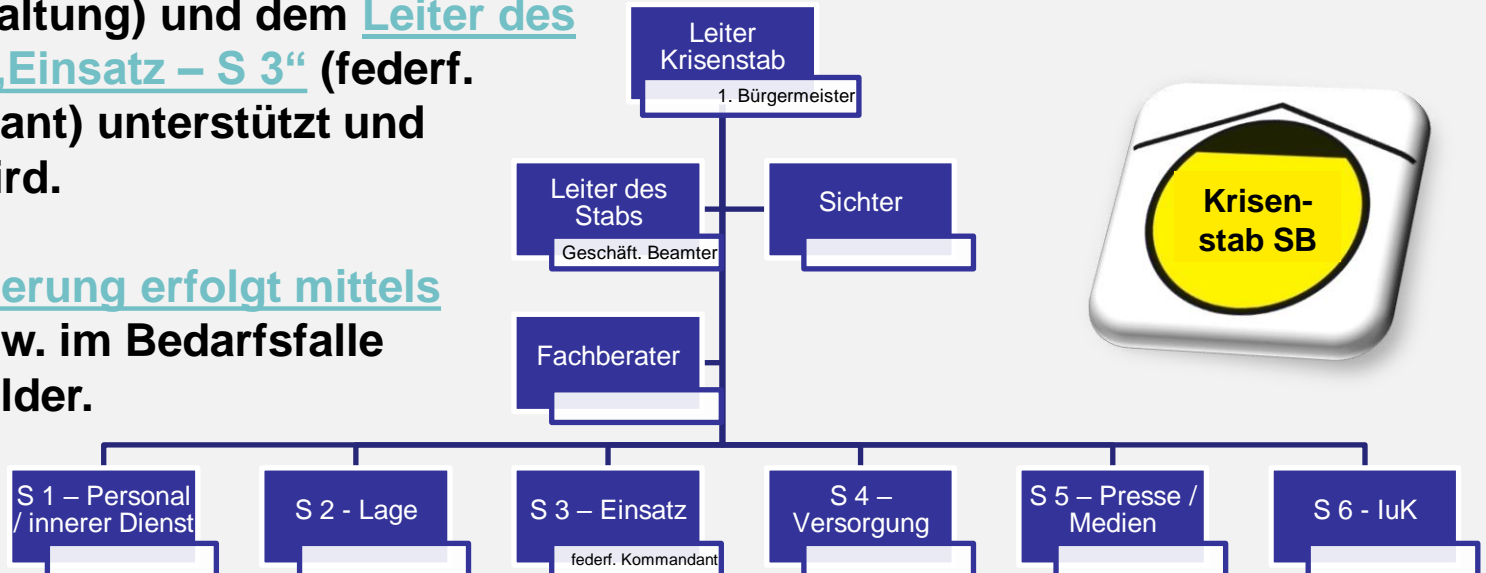 altung) und dem Leiter des
„Einsatz – S 3“ (federf.
ant) unterstützt und
ird.
erung erfolgt mittels
w. im Bedarfsfalle
lder.
Leiter
Krisenstab
1. Bürgermeister
Leiter des
Stabs
Geschäft. Beamter
Sichter
Fachberater
Krisen-
stab SB
S 1 – Personal
/ innerer Dienst
S 2 - Lage
S 3 – Einsatz
federf. Kommandant
S 4 –
Versorgung
S 5 – Presse /
Medien
S 6 - IuK